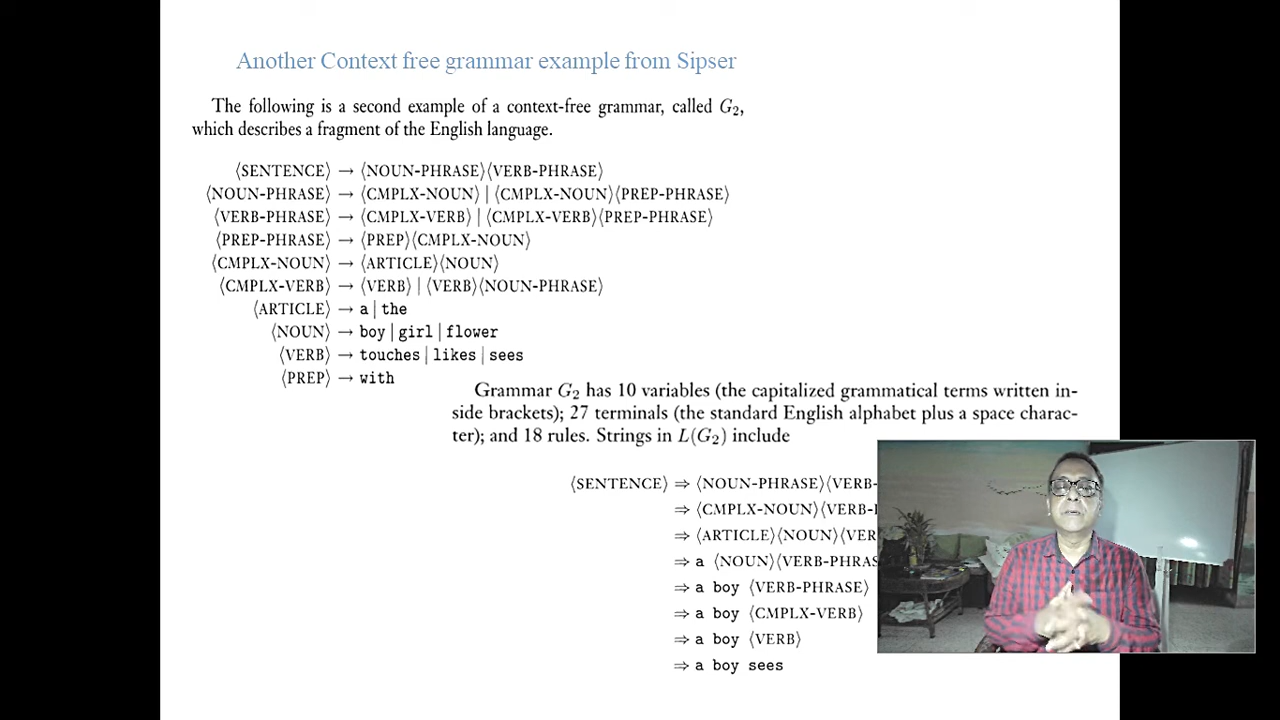 Another Context free grammar example from Sipser
The following is a second example of a context-free grammar, called G₂,
which describes a fragment of the English language.
⟨SENTENCE⟩ → ⟨NOUN-PHRASE⟩⟨VERB-PHRASE⟩
⟨NOUN-PHRASE⟩ → ⟨CMPLX-NOUN⟩ | ⟨CMPLX-NOUN⟩⟨PREP-PHRASE⟩
⟨VERB-PHRASE⟩ → ⟨CMPLX-VERB⟩ | ⟨CMPLX-VERB⟩⟨PREP-PHRASE⟩
⟨PREP-PHRASE⟩ → ⟨PREP⟩⟨CMPLX-NOUN⟩
⟨CMPLX-NOUN⟩ → ⟨ARTICLE⟩⟨NOUN⟩
⟨CMPLX-VERB⟩ → ⟨VERB⟩ | ⟨VERB⟩⟨NOUN-PHRASE⟩
⟨ARTICLE⟩ → a | the
⟨NOUN⟩ → boy | girl | flower
⟨VERB⟩ → touches | likes | sees
⟨PREP⟩ → with
Grammar G₂ has 10 variables (the capitalized grammatical terms written in-
side brackets); 27 terminals (the standard English alphabet plus a space charac-
ter); and 18 rules. Strings in L(G₂) include
⟨SENTENCE⟩ ⇒ ⟨NOUN-PHRASE⟩⟨VERB-
⇒ ⟨CMPLX-NOUN⟩⟨VERB-
⇒ ⟨ARTICLE⟩⟨NOUN⟩⟨VER
⇒ a ⟨NOUN⟩⟨VERB-PHRAS
⇒ a boy ⟨VERB-PHRASE⟩
⇒ a boy ⟨CMPLX-VERB⟩
⇒ a boy ⟨VERB⟩
⇒ a boy sees